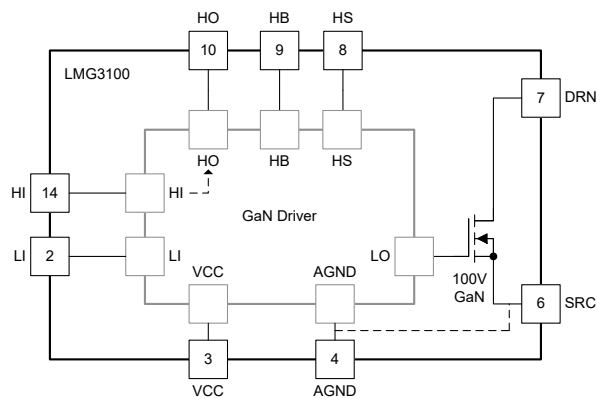 HO HB HS
10 9 8
LMG3100
7 DRN
HO HB HS
HI 14 HI
GaN Driver
LI 2 LI LO
VCC AGND
100V
GaN
6 SRC
3 4
VCC AGND